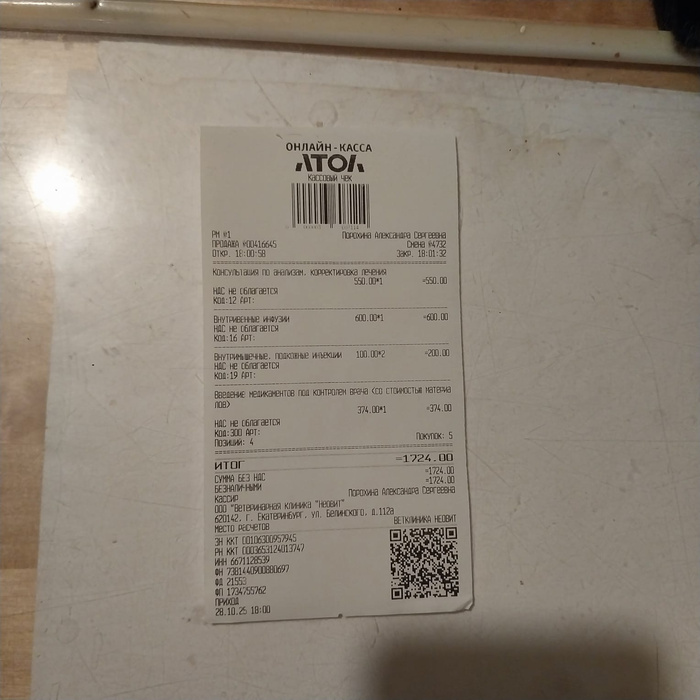 ОНЛАЙН-КАССА
АТОЛ
Кассовый чек
РМ #1 Порохина Александра Сергеевна
ПРОДАЖА #00416645 Смена #4732
Откр. 18:00:58 Закр. 18:01:32
Консультация по анализам, корректировка лечения
550.00*1 =550.00
НДС не облагается
Код:12 Арт:
Внутривенные инфузии 600.00*1 =600.00
НДС не облагается
Код:16 Арт:
Внутримышечные, подкожные инъекции 100.00*2 =200.00
НДС не облагается
Код:19 Арт:
Введение медикаментов под контролем врача (со стоимостью материа
лов)
374.00*1 =374.00
НДС не облагается
Код:300 Арт:
Позиций: 4 Покупок: 5
ИТОГ =1724.00
СУММА БЕЗ НДС =1724.00
БЕЗНАЛИЧНЫМИ =1724.00
Кассир Порохина Александра Сергеевна
ООО "Ветеринарная клиника "Неовит"
620142, г. Екатеринбург, ул. Белинского, д.112а
Место расчетов ВЕТКЛИНИКА НЕОВИТ
ЗН ККТ 00106300957945
РН ККТ 0003653124013747
ИНН 6671128539
ФН 7381440900880697
ФД 21553
ФП 1734755762
ПРИХОД
28.10.25 18:00